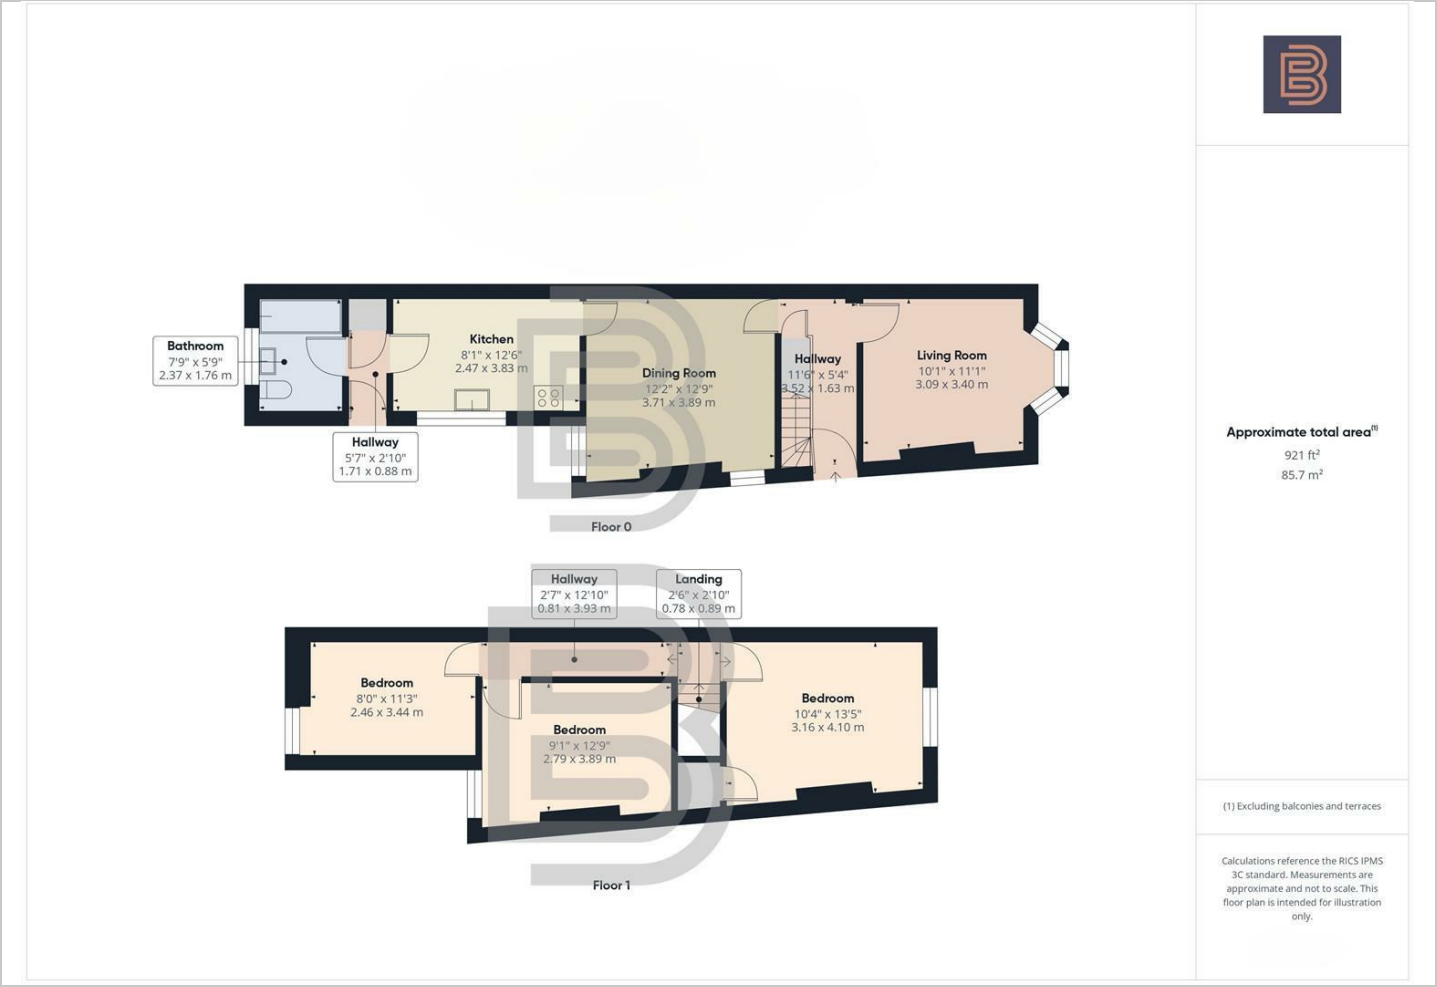 Bathroom
7'9" x 5'9"
2.37 x 1.76 m
Hallway
5'7" x 2'10"
1.71 x 0.88 m
Kitchen
8'1" x 12'6"
2.47 x 3.83 m
Dining Room
12'2" x 12'9"
3.71 x 3.89 m
Hallway
11'6" x 5'4"
3.52 x 1.63 m
Living Room
10'1" x 11'1"
3.09 x 3.40 m
Floor 0
Hallway
2'7" x 12'10"
0.81 x 3.93 m
Landing
2'6" x 2'10"
0.78 x 0.89 m
Bedroom
8'0" x 11'3"
2.46 x 3.44 m
Bedroom
9'1" x 12'9"
2.79 x 3.89 m
Bedroom
10'4" x 13'5"
3.16 x 4.10 m
Floor 1
B
Approximate total area⁽¹⁾
921 ft²
85.7 m²
(1) Excluding balconies and terraces
Calculations reference the RICS IPMS
3C standard. Measurements are
approximate and not to scale. This
floor plan is intended for illustration
only.